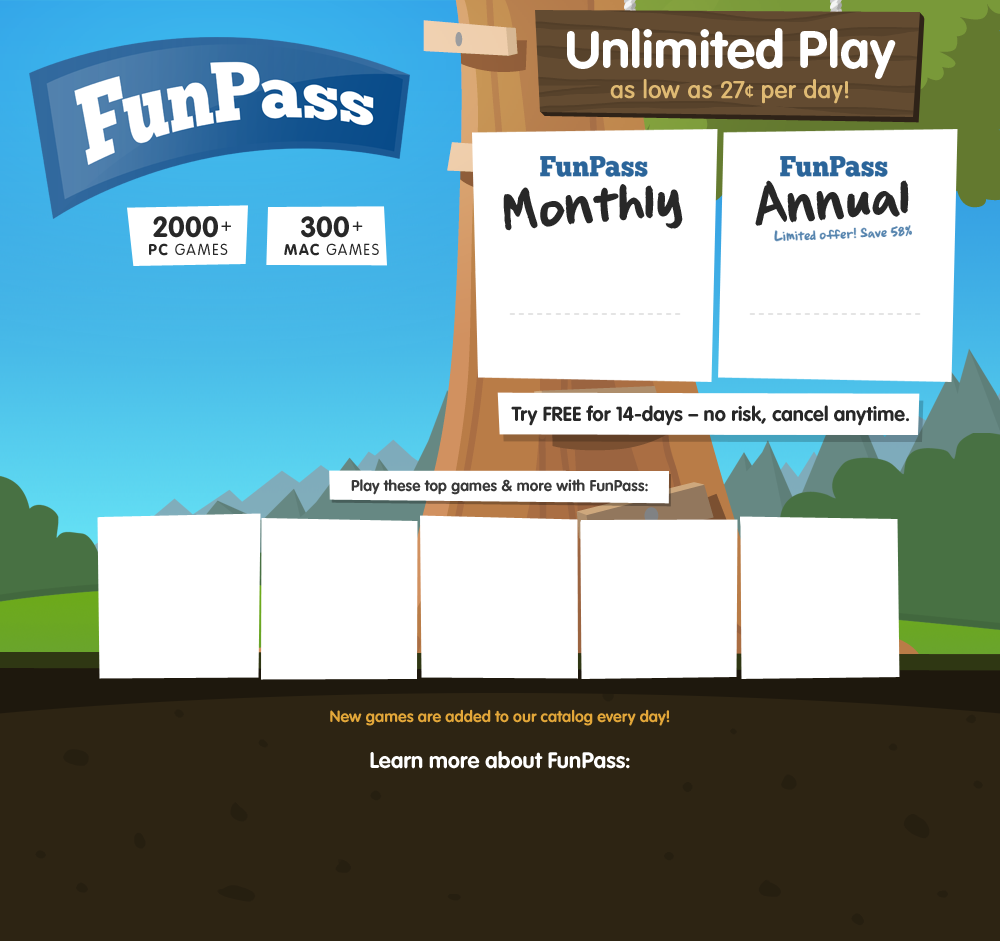 FunPass
2000+
PC GAMES
300+
MAC GAMES
Unlimited Play
as low as 27¢ per day!
FunPass
Monthly
FunPass
Annual
Limited offer! Save 58%
Try FREE for 14-days – no risk, cancel anytime.
Play these top games & more with FunPass:
New games are added to our catalog every day!
Learn more about FunPass: